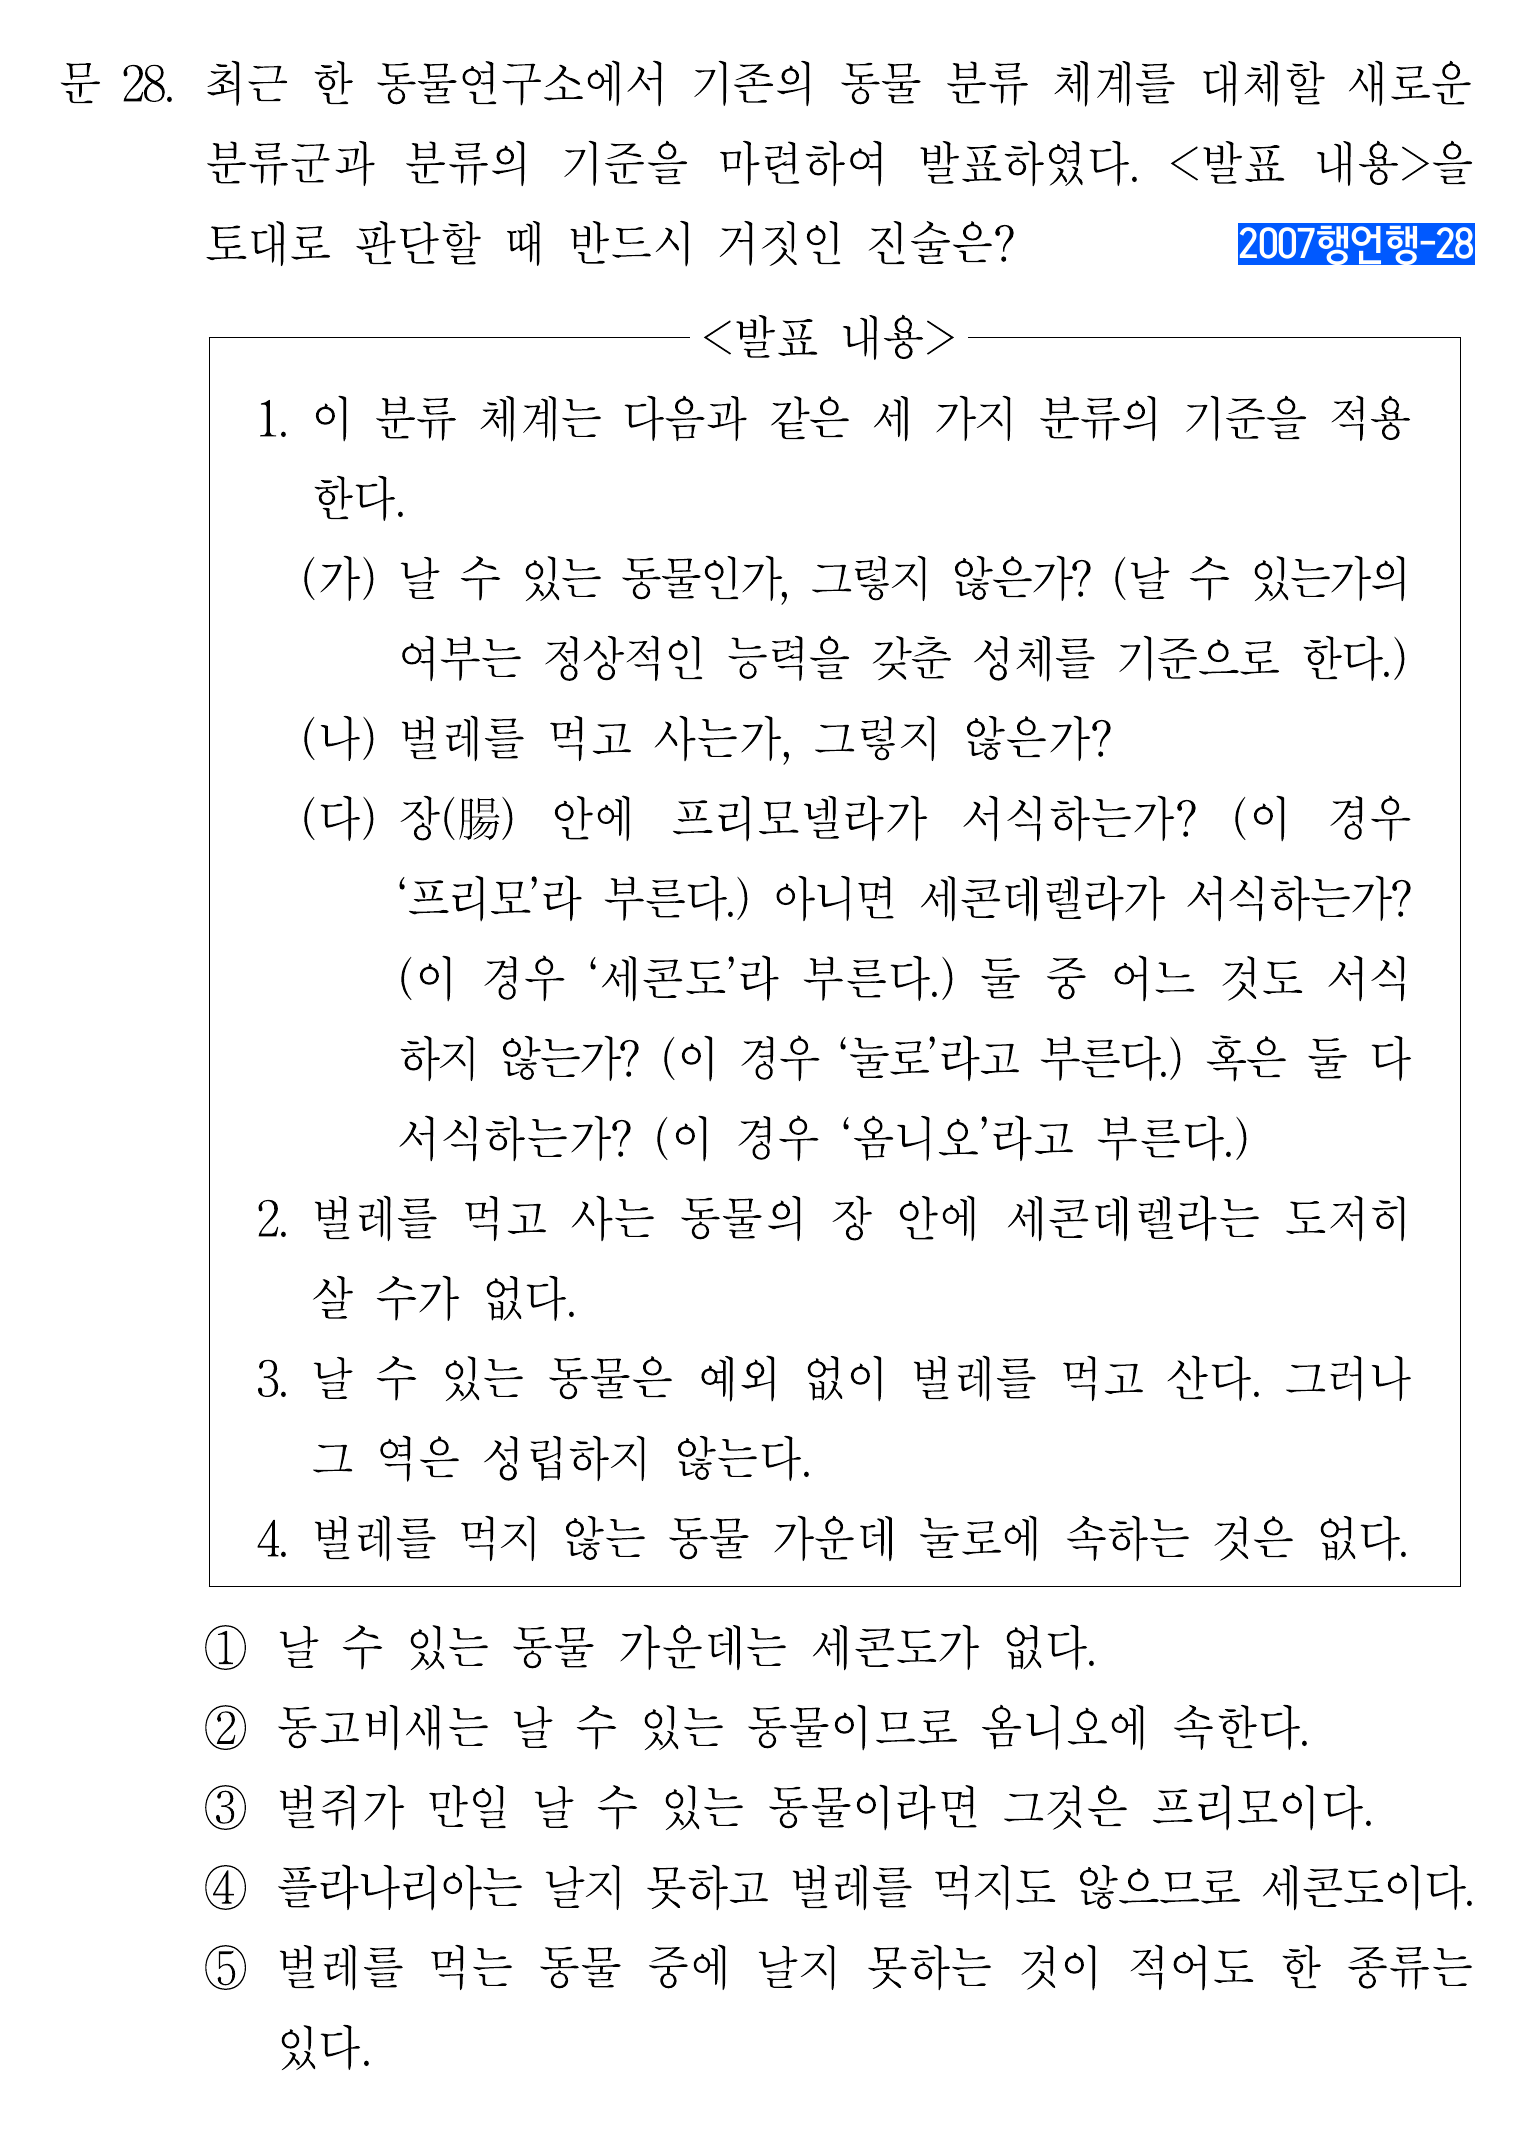 문 28. 최근 한 동물연구소에서 기존의 동물 분류 체계를 대체할 새로운
분류군과 분류의 기준을 마련하여 발표하였다. <발표 내용>을
토대로 판단할 때 반드시 거짓인 진술은? 2007행언행-28
<발표 내용>
1. 이 분류 체계는 다음과 같은 세 가지 분류의 기준을 적용
한다.
(가) 날 수 있는 동물인가, 그렇지 않은가? (날 수 있는가의
여부는 정상적인 능력을 갖춘 성체를 기준으로 한다.)
(나) 벌레를 먹고 사는가, 그렇지 않은가?
(다) 장(腸) 안에 프리모넬라가 서식하는가? (이 경우
‘프리모’라 부른다.) 아니면 세콘데렐라가 서식하는가?
(이 경우 ‘세콘도’라 부른다.) 둘 중 어느 것도 서식
하지 않는가? (이 경우 ‘눌로’라고 부른다.) 혹은 둘 다
서식하는가? (이 경우 ‘옴니오’라고 부른다.)
2. 벌레를 먹고 사는 동물의 장 안에 세콘데렐라는 도저히
살 수가 없다.
3. 날 수 있는 동물은 예외 없이 벌레를 먹고 산다. 그러나
그 역은 성립하지 않는다.
4. 벌레를 먹지 않는 동물 가운데 눌로에 속하는 것은 없다.
① 날 수 있는 동물 가운데는 세콘도가 없다.
② 동고비새는 날 수 있는 동물이므로 옴니오에 속한다.
③ 벌쥐가 만일 날 수 있는 동물이라면 그것은 프리모이다.
④ 플라나리아는 날지 못하고 벌레를 먹지도 않으므로 세콘도이다.
⑤ 벌레를 먹는 동물 중에 날지 못하는 것이 적어도 한 종류는
있다.